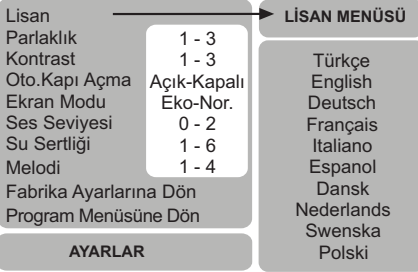 Lisan
Parlaklık 1 - 3
Kontrast 1 - 3
Oto.Kapı Açma Açık-Kapalı
Ekran Modu Eko-Nor.
Ses Seviyesi 0 - 2
Su Sertliği 1 - 6
Melodi 1 - 4
Fabrika Ayarlarına Dön
Program Menüsüne Dön
AYARLAR
LİSAN MENÜSÜ
Türkçe
English
Deutsch
Français
Italiano
Espanol
Dansk
Nederlands
Swenska
Polski